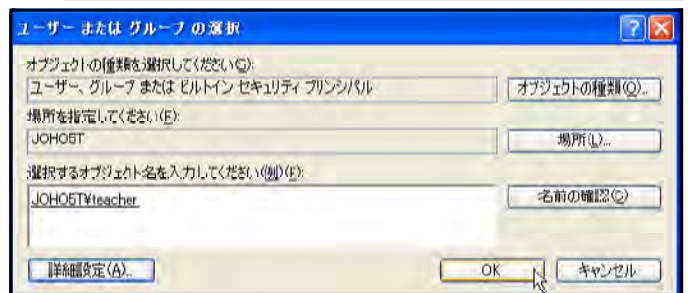 ユーザー または グループ の選択
オブジェクトの種類を選択してください(S):
ユーザー、グループ または ビルトイン セキュリティ プリンシパル
オブジェクトの種類(O)...
場所を指定してください(F):
JOHO5T
場所(L)...
選択するオブジェクト名を入力してください(例)(E):
JOHO5T¥teacher
名前の確認(C)
詳細設定(A)...
OK
キャンセル